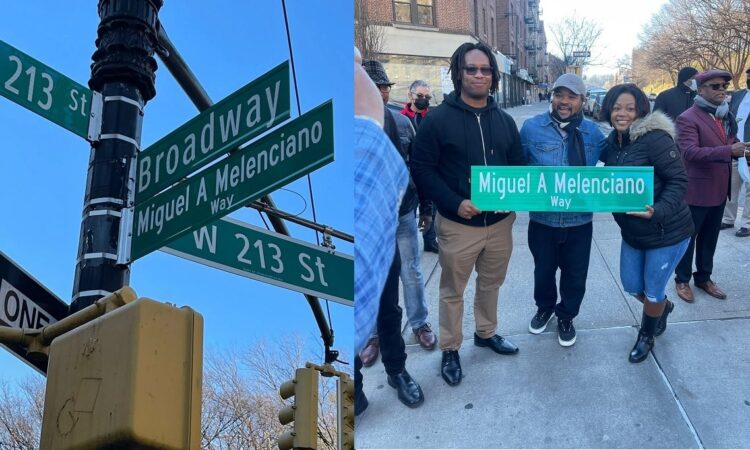 213 St
Broadway
Miguel A Melenciano
Way
W 213 St
ONE
Miguel A Melenciano
Way